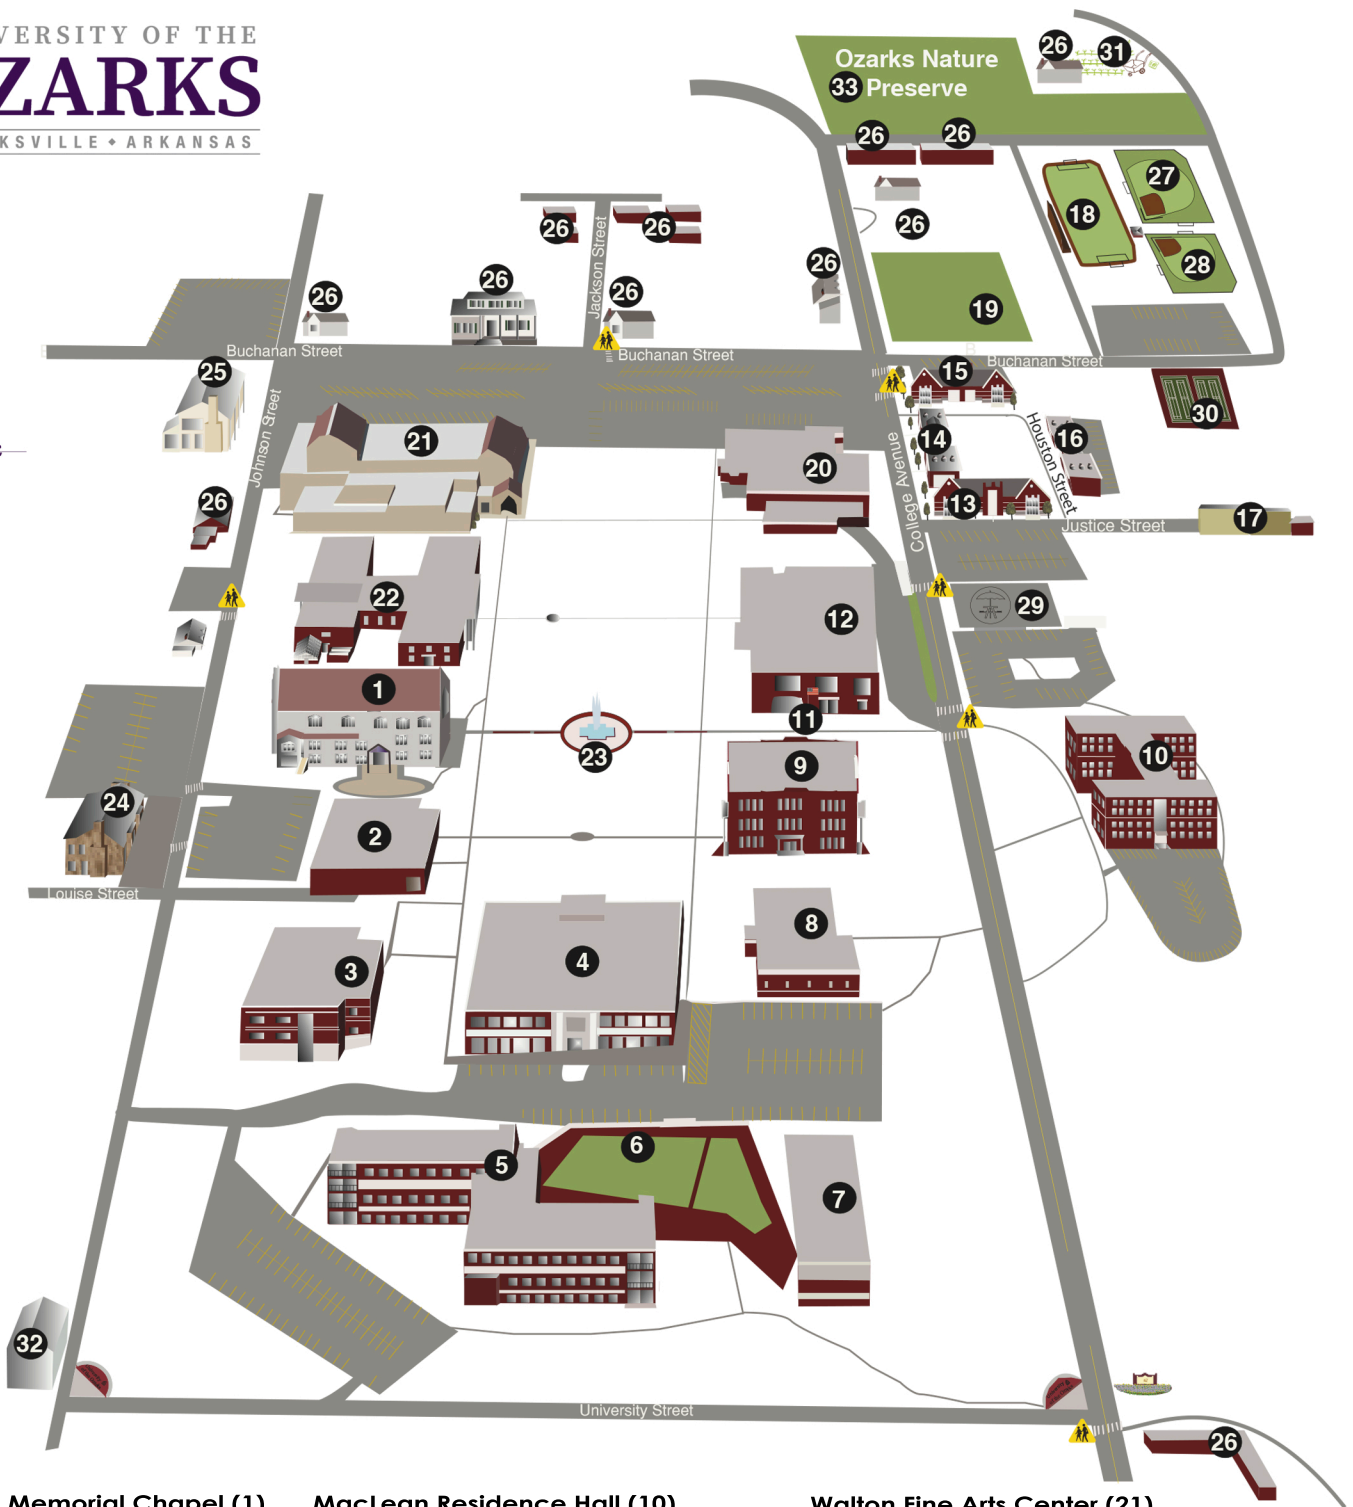 VERSITY OF THE
ZARKS
KSVILLE ◆ ARKANSAS
Ozarks Nature
33 Preserve
26
31
26
26
27
18
26
28
26
26
26
Jackson Street
26
26
26
26
19
Buchanan Street
Buchanan Street
Buchanan Street
25
15
30
Johnson Street
21
20
College Avenue
14
Houston Street
16
13
26
Justice Street
17
22
12
29
1
11
23
9
10
24
2
Louise Street
8
3
4
5
6
7
32
University Street
26
Memorial Chapel (1)
MacLean Residence Hall (10)
Walton Fine Arts Center (21)